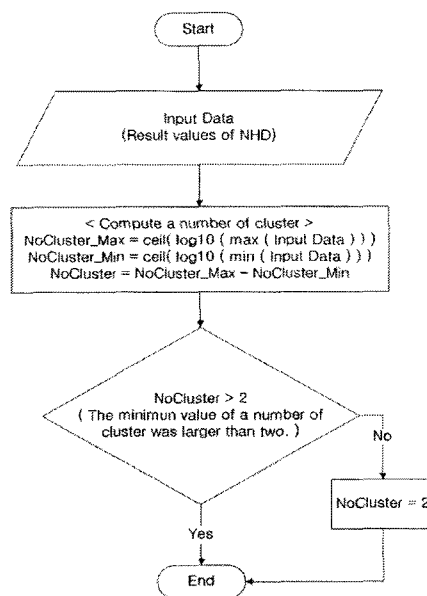 Start
Input Data
(Result values of NHD)
< Compute a number of cluster >
NoCluster_Max = ceil( log10 ( max ( Input Data ) ) )
NoCluster_Min = ceil( log10 ( min ( Input Data ) ) )
NoCluster = NoCluster_Max - NoCluster_Min
NoCluster > 2
( The minimun value of a number of
cluster was larger than two. )
No
NoCluster = 2
Yes
End